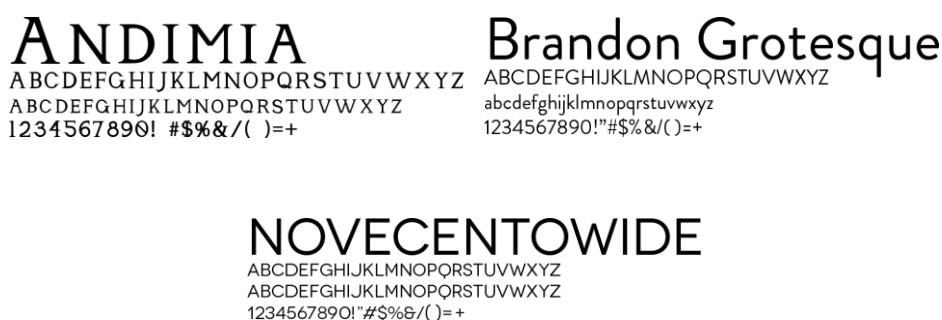 ANDIMIA
ABCDEFGHIJKLMNOPQRSTUVWXYZ
ABCDEFGHIJKLMNOPQRSTUVWXYZ
1234567890! #$%&/( )=+
Brandon Grotesque
ABCDEFGHIJKLMNOPQRSTUVWXYZ
abcdefghijklmnopqrstuvwxyz
1234567890!”#$%&/( )=+
NOVECENTOWIDE
ABCDEFGHIJKLMNOPQRSTUVWXYZ
ABCDEFGHIJKLMNOPQRSTUVWXYZ
1234567890!"#$%&/( )=+